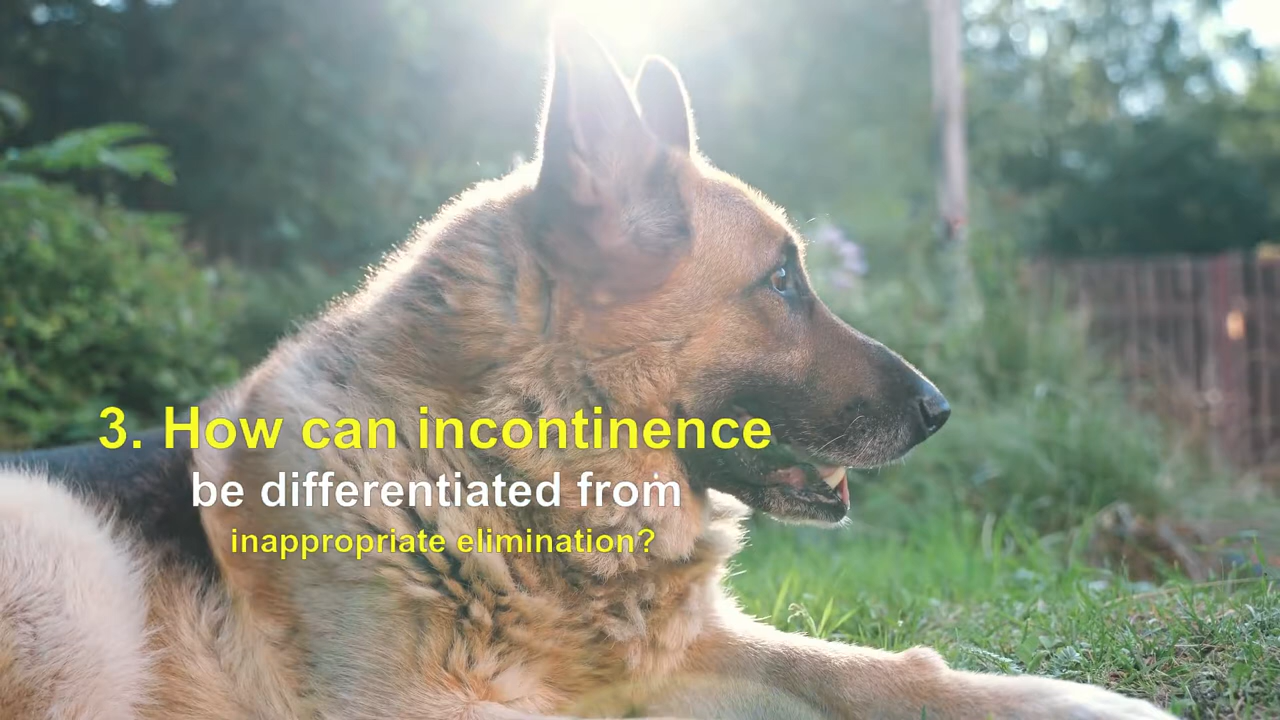 3. How can incontinence
be differentiated from
inappropriate elimination?